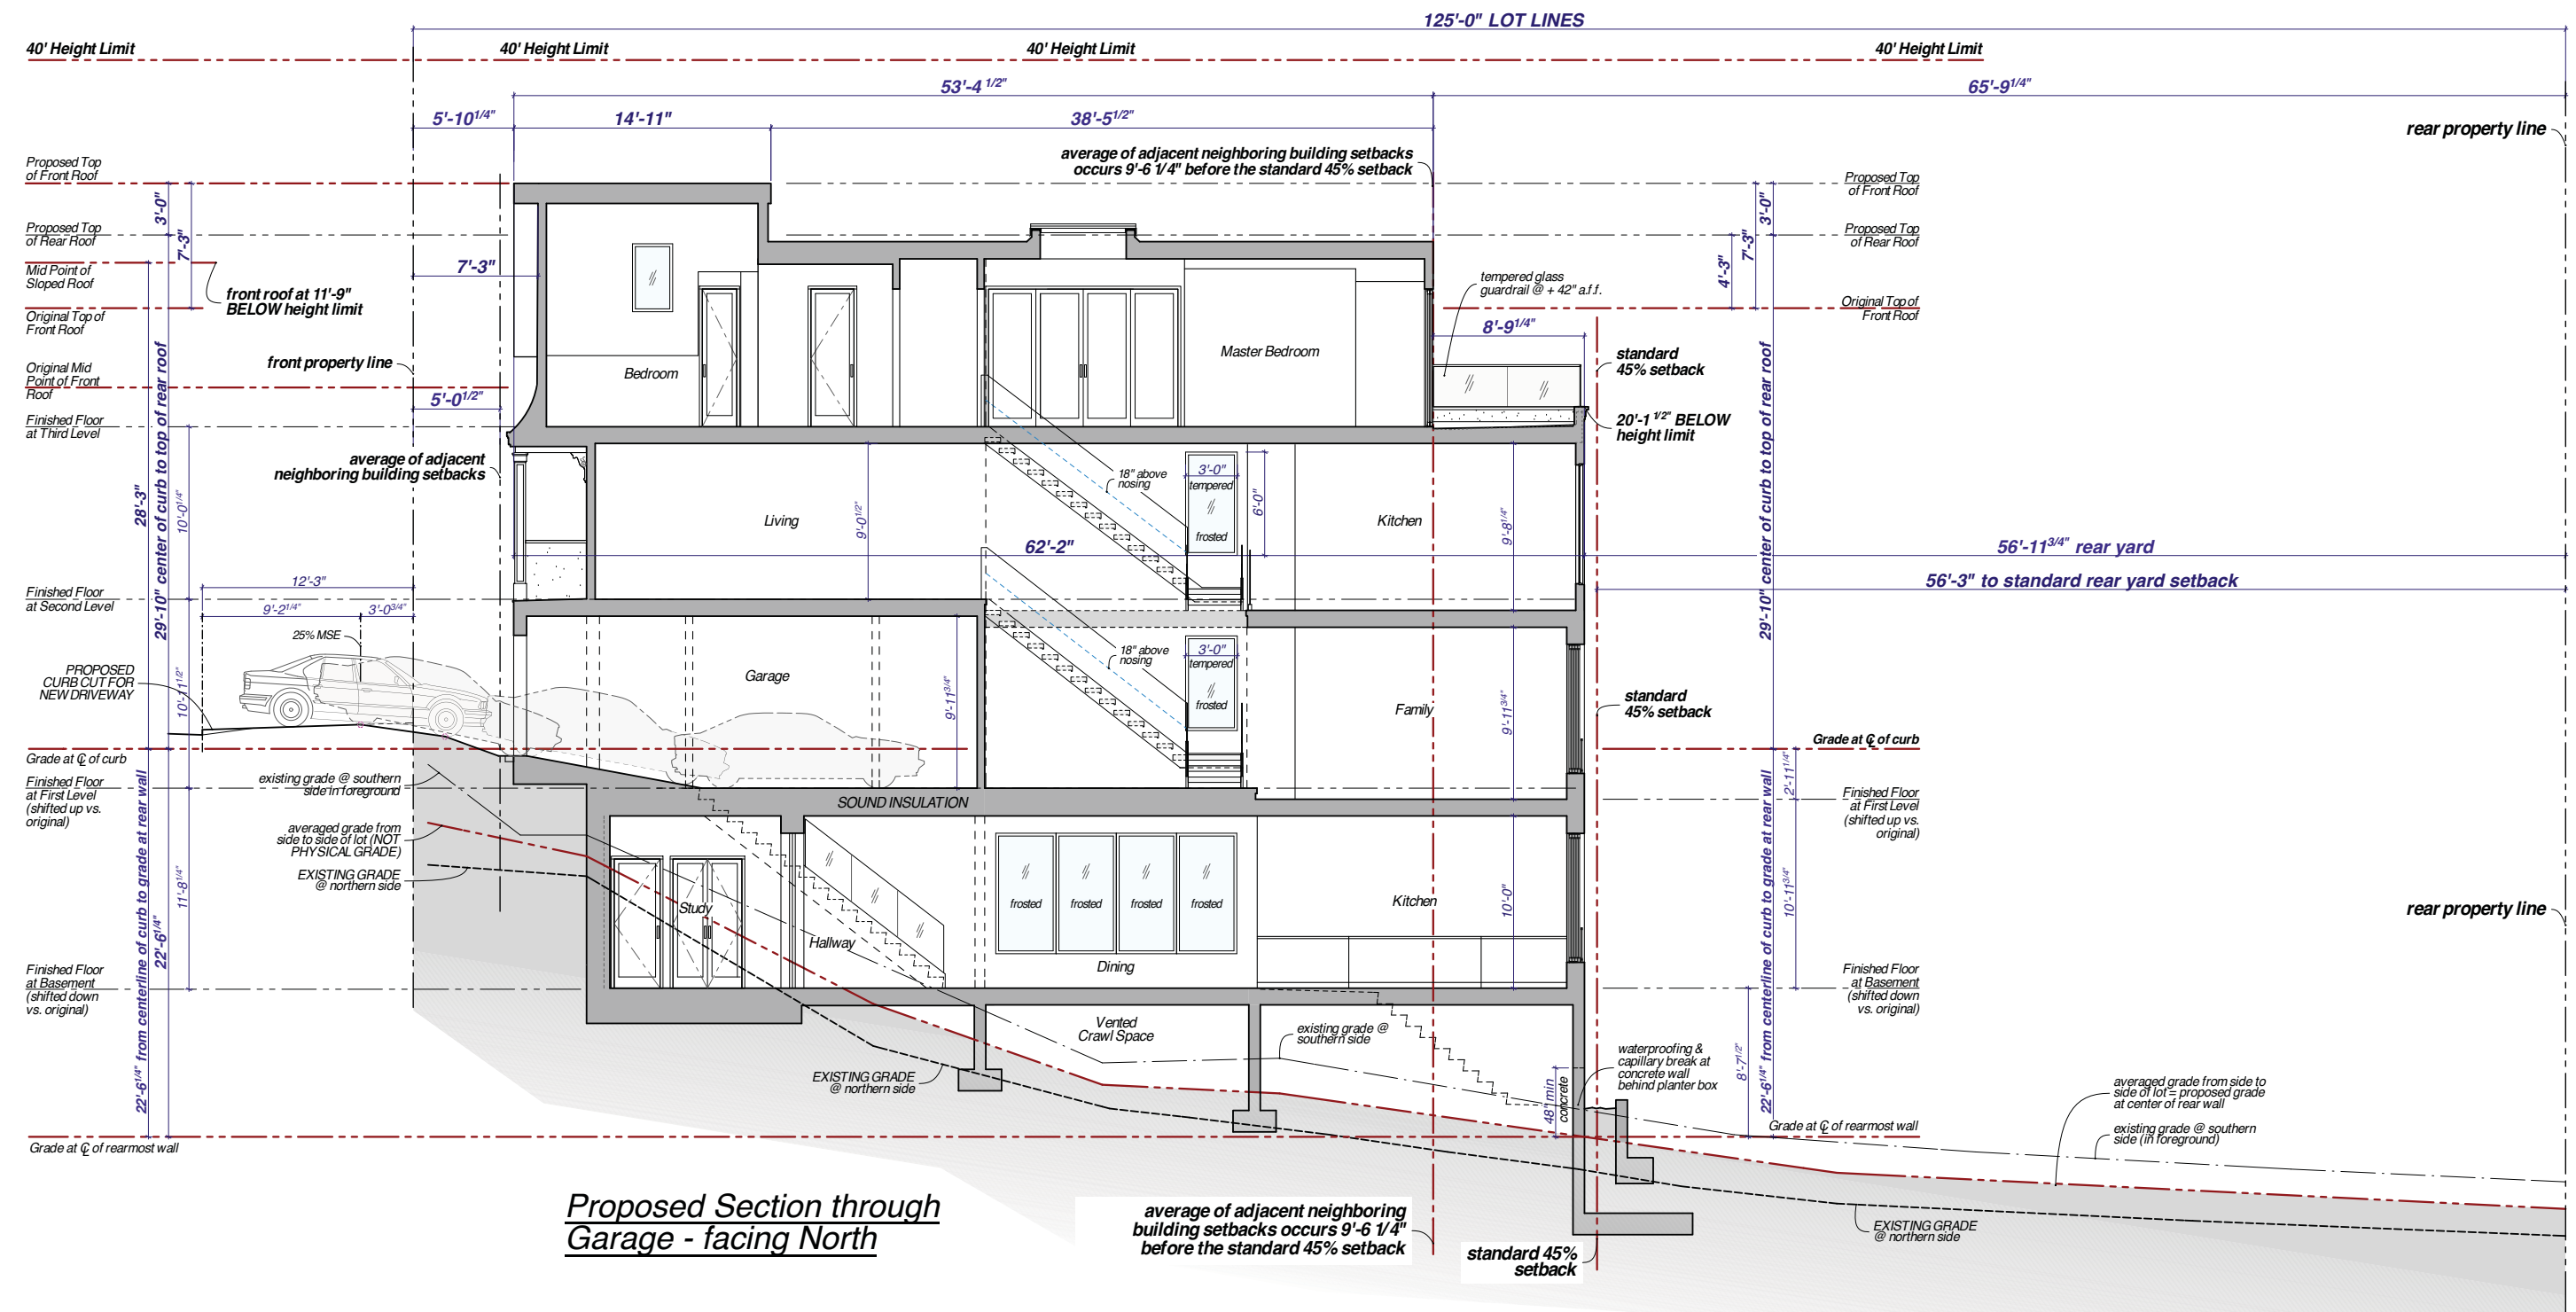 125'-0" LOT LINES
40' Height Limit
40' Height Limit
40' Height Limit
40' Height Limit
53'-4 1/2"
65'-9 1/4"
5'-10 1/4"
14'-11"
38'-5 1/2"
rear property line
average of adjacent neighboring building setbacks
occurs 9'-6 1/4" before the standard 45% setback
Proposed Top
of Front Roof
Proposed Top
of Front Roof
3'-0"
3'-0"
Proposed Top
of Rear Roof
Proposed Top
of Rear Roof
7'-3"
7'-3"
4'-3"
Mid Point of
Sloped Roof
7'-3"
tempered glass
guardrail @ + 42" a.f.f.
front roof at 11'-9"
BELOW height limit
Original Top of
Front Roof
Original Top of
Front Roof
8'-9 1/4"
front property line
Bedroom
Master Bedroom
standard
45% setback
Original Mid
Point of Front
Roof
5'-0 1/2"
Finished Floor
at Third Level
20'-1 1/2" BELOW
height limit
average of adjacent
neighboring building setbacks
28'-3"
29'-10" center of curb to top of rear roof
10'-0 1/4"
29'-10" center of curb to top of rear roof
18" above
nosing
3'-0"
tempered
frosted
6'-0"
Living
9'-0 1/2"
Kitchen
9'-8 1/4"
62'-2"
56'-11 3/4" rear yard
56'-3" to standard rear yard setback
Finished Floor
at Second Level
12'-3"
9'-2 1/4"
3'-0 3/4"
25% MSE
PROPOSED
CURB CUT FOR
NEW DRIVEWAY
10'-11 1/2"
Garage
9'-11 3/4"
18" above
nosing
3'-0"
tempered
frosted
Family
9'-11 3/4"
standard
45% setback
Grade at ℄ of curb
Grade at ℄ of curb
2'-11 1/4"
Finished Floor
at First Level
(shifted up vs.
original)
existing grade @ southern
side in foreground
SOUND INSULATION
Finished Floor
at First Level
(shifted up vs.
original)
averaged grade from
side to side of lot (NOT
PHYSICAL GRADE)
EXISTING GRADE
@ northern side
22'-6 1/4" from centerline of curb to grade at rear wall
22'-6 1/4"
11'-8 1/4"
Study
Hallway
frosted
frosted
frosted
frosted
Dining
Kitchen
10'-0"
22'-6 1/4" from centerline of curb to grade at rear wall
10'-11 3/4"
rear property line
Finished Floor
at Basement
(shifted down
vs. original)
Finished Floor
at Basement
(shifted down
vs. original)
Vented
Crawl Space
existing grade @
southern side
waterproofing &
capillary break at
concrete wall
behind planter box
8'-7 1/2"
EXISTING GRADE
@ northern side
48" min
concrete
averaged grade from side to
side of lot = proposed grade
at center of rear wall
Grade at ℄ of rearmost wall
Grade at ℄ of rearmost wall
existing grade @ southern
side (in foreground)
Proposed Section through
Garage - facing North
average of adjacent neighboring
building setbacks occurs 9'-6 1/4"
before the standard 45% setback
standard 45%
setback
EXISTING GRADE
@ northern side